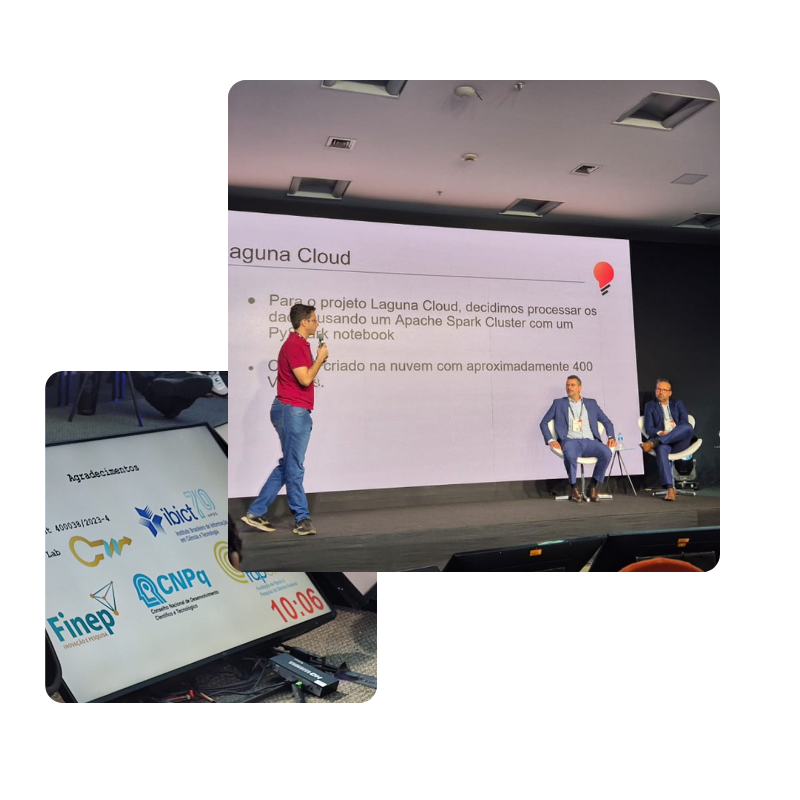 aguna Cloud
Para o projeto Laguna Cloud, decidimos processar os
usando um Apache Spark Cluster com um
notebook
criado na nuvem com aproximadamente 400
Agradecimentos
400038/2023-4
Lab
ibict 70
Instituto Brasileiro de Informação
em Ciência e Tecnologia
Finep
INOVAÇÃO E PESQUISA
CNPq
Conselho Nacional de Desenvolvimento
Científico e Tecnológico
10:06